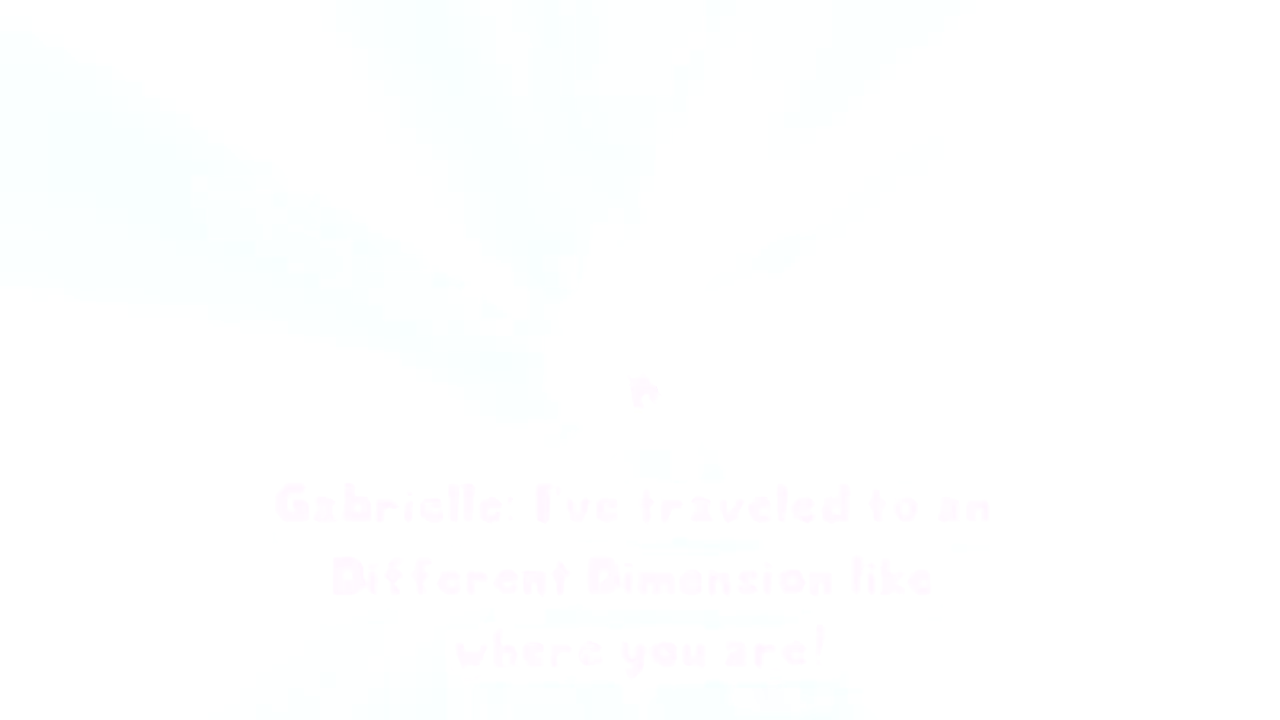 Gabrielle: I've traveled to an
Different Dimension like
where you are!